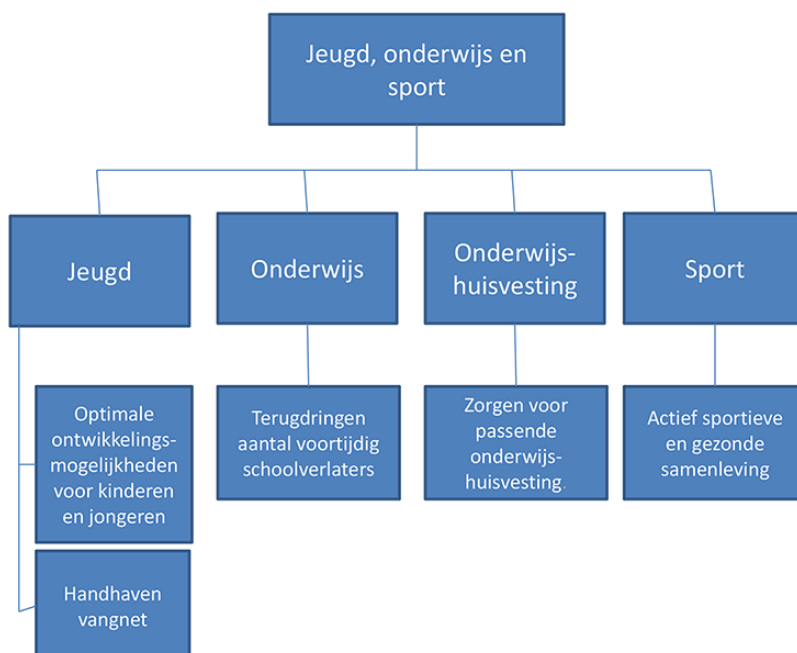 Jeugd, onderwijs en
sport
Jeugd
Onderwijs
Onderwijs-
huisvesting
Sport
Optimale
ontwikkelings-
mogelijkheden
voor kinderen
en jongeren
Terugdringen
aantal voortijdig
schoolverlaters
Zorgen voor
passende
onderwijs-
huisvesting.
Actief sportieve
en gezonde
samenleving
Handhaven
vangnet